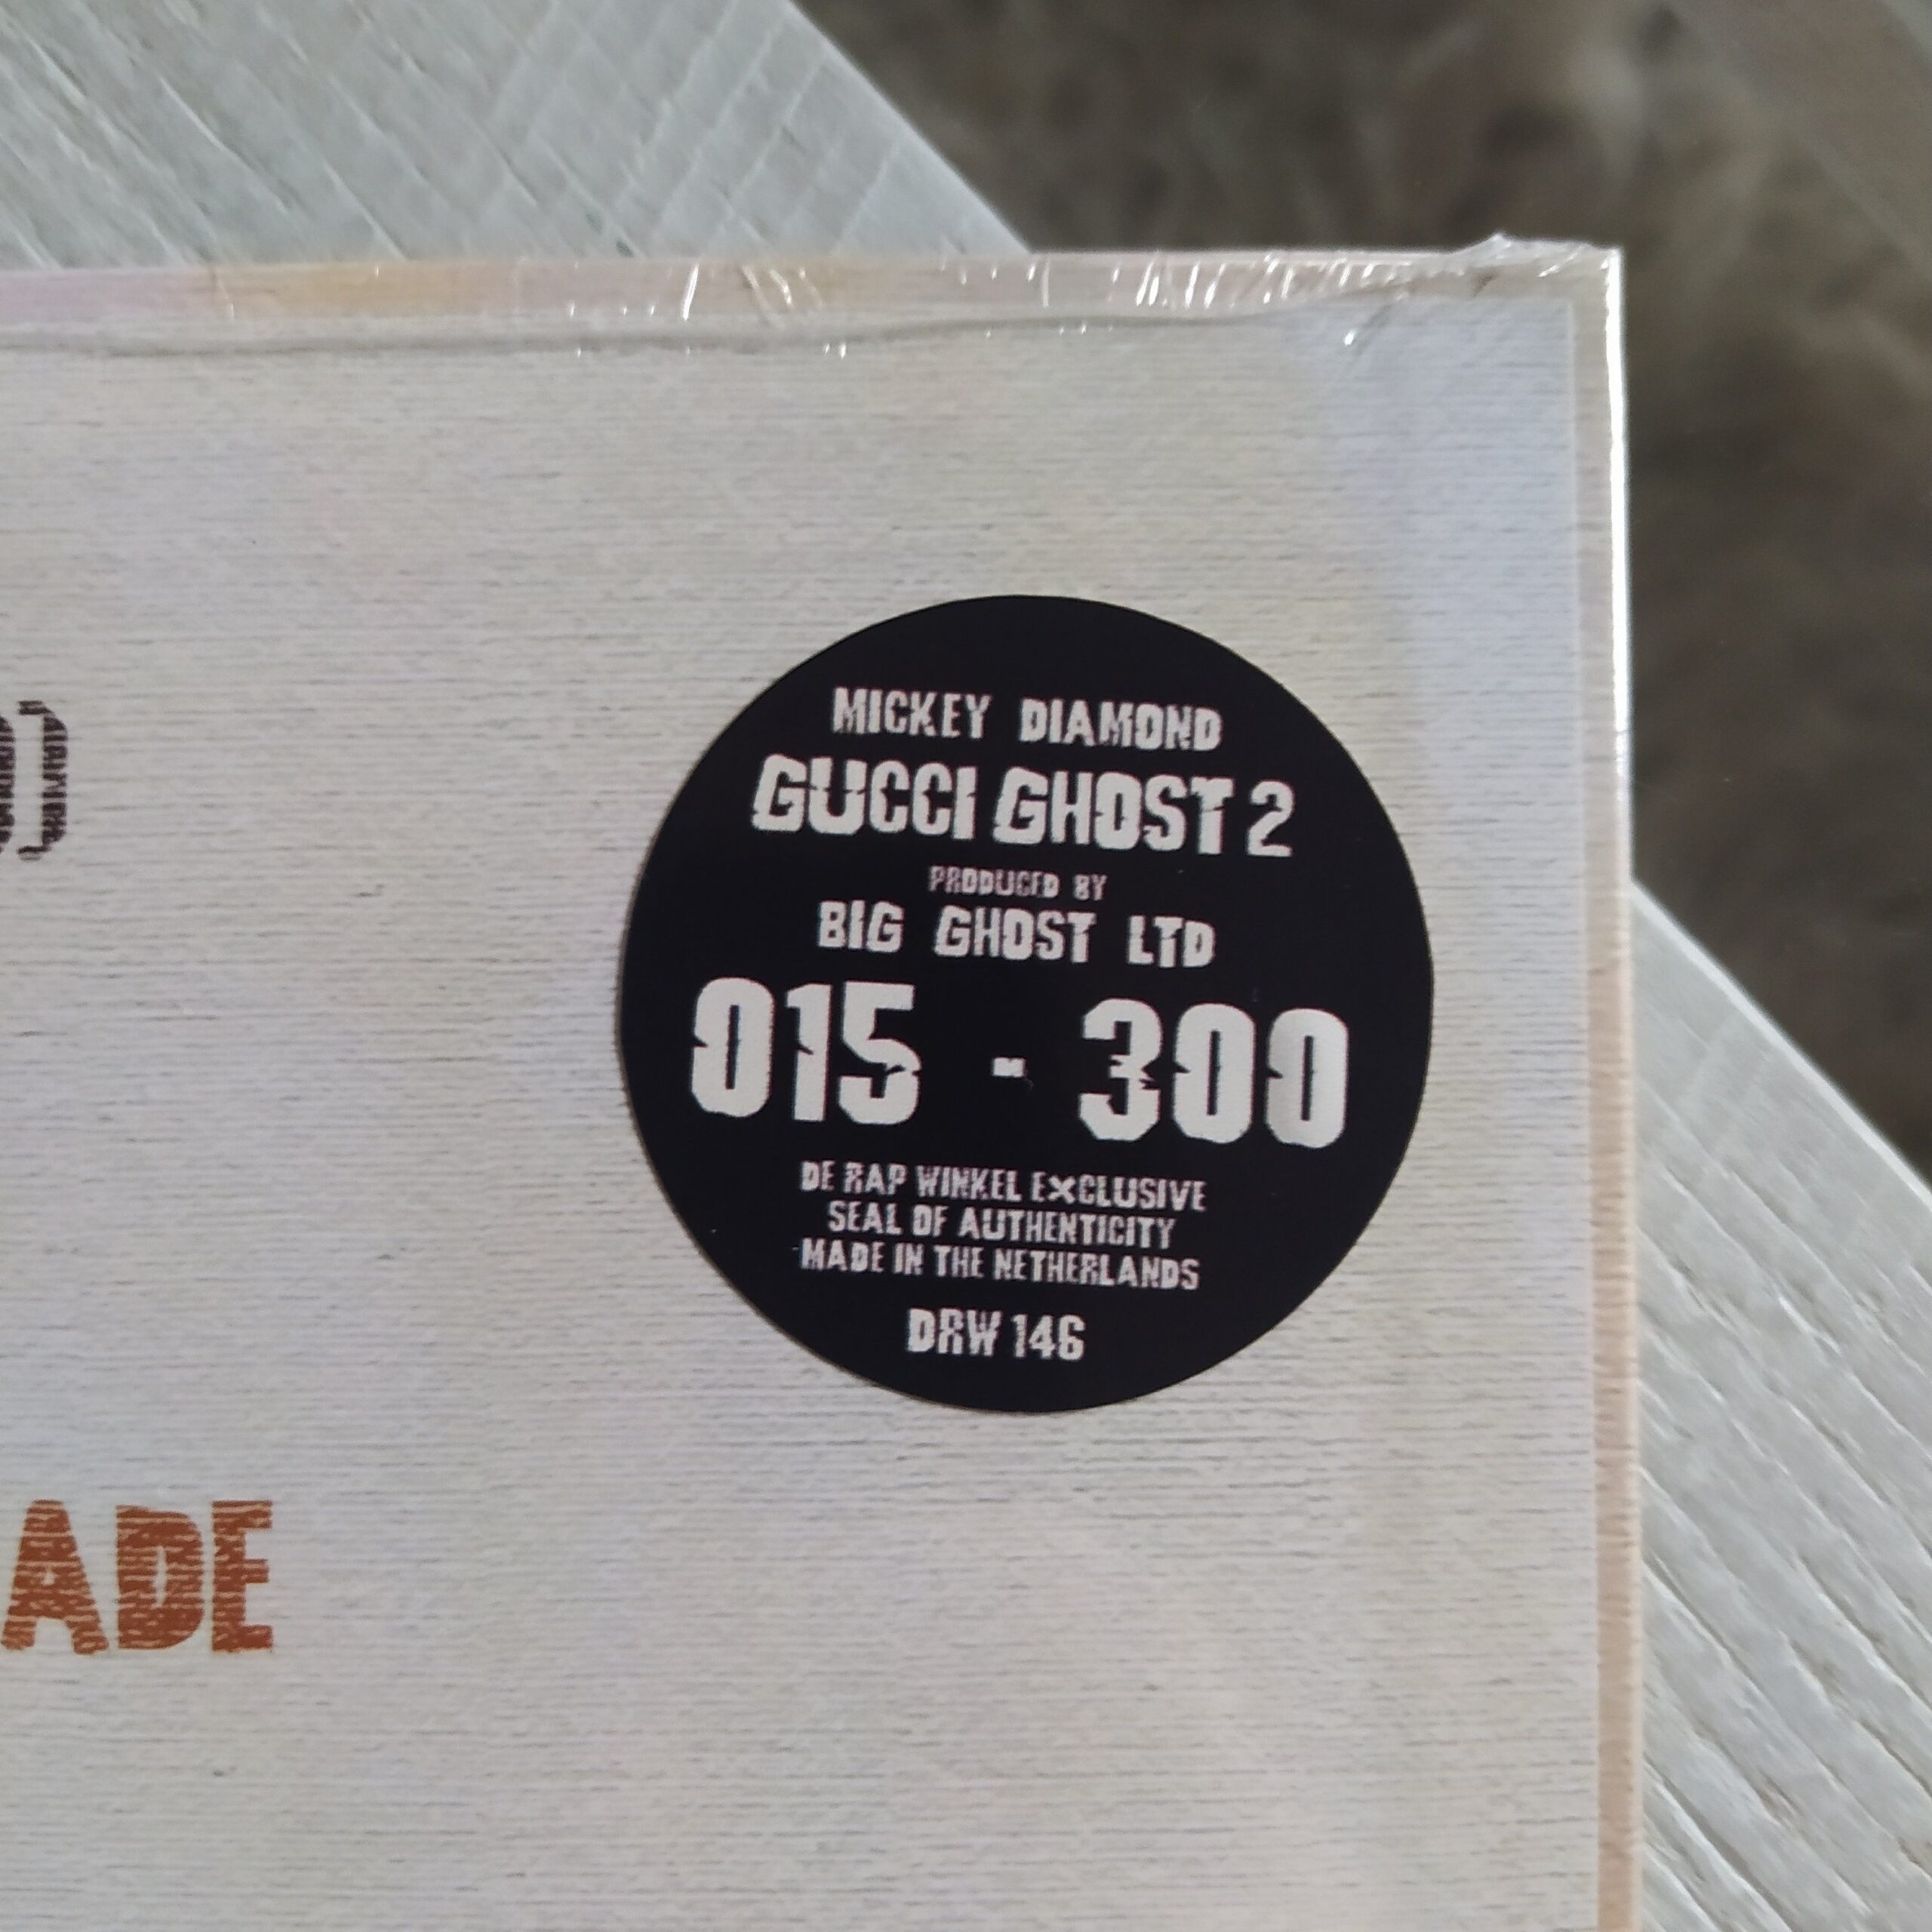 MICKEY DIAMOND
GUCCI GHOST 2
PRODUCED BY
BIG GHOST LTD
015 - 300
DE RAP WINKEL EXCLUSIVE
SEAL OF AUTHENTICITY
MADE IN THE NETHERLANDS
DRW 146
ADE